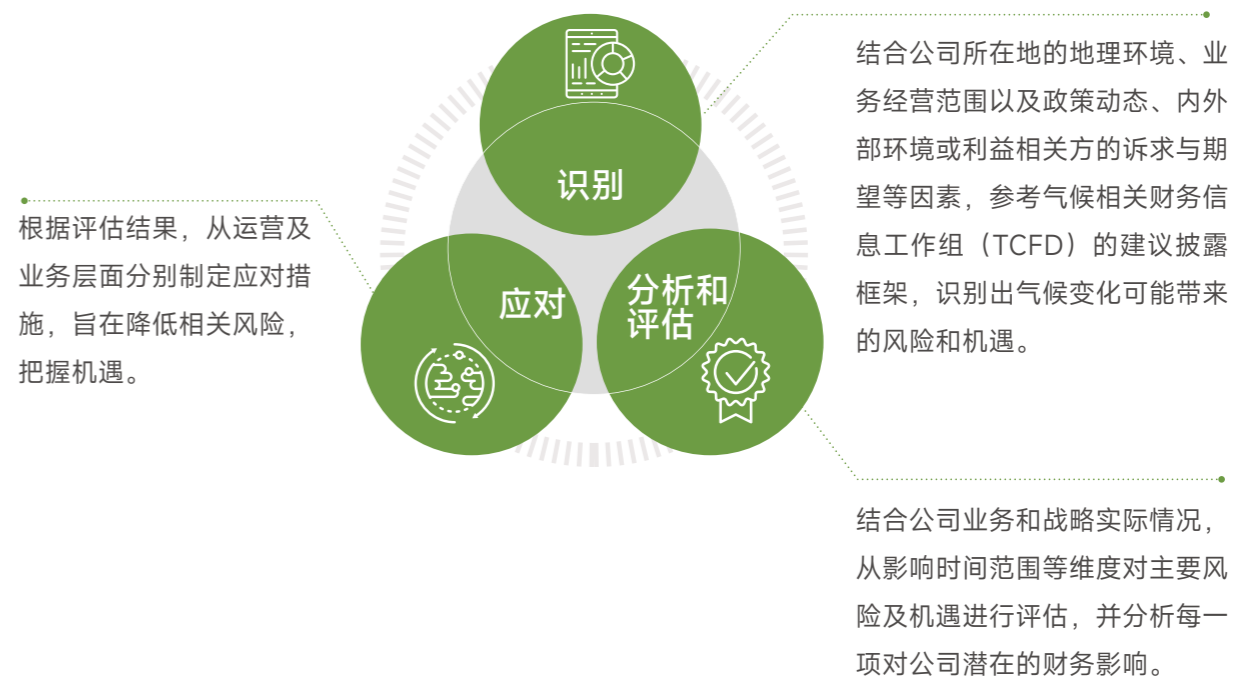 识别
结合公司所在地的地理环境、业
务经营范围以及政策动态、内外
部环境或利益相关方的诉求与期
望等因素，参考气候相关财务信
息工作组（TCFD）的建议披露
框架，识别出气候变化可能带来
的风险和机遇。
根据评估结果，从运营及
业务层面分别制定应对措
施，旨在降低相关风险，
把握机遇。
应对
分析和
评估
结合公司业务和战略实际情况，
从影响时间范围等维度对主要风
险及机遇进行评估，并分析每一
项对公司潜在的财务影响。